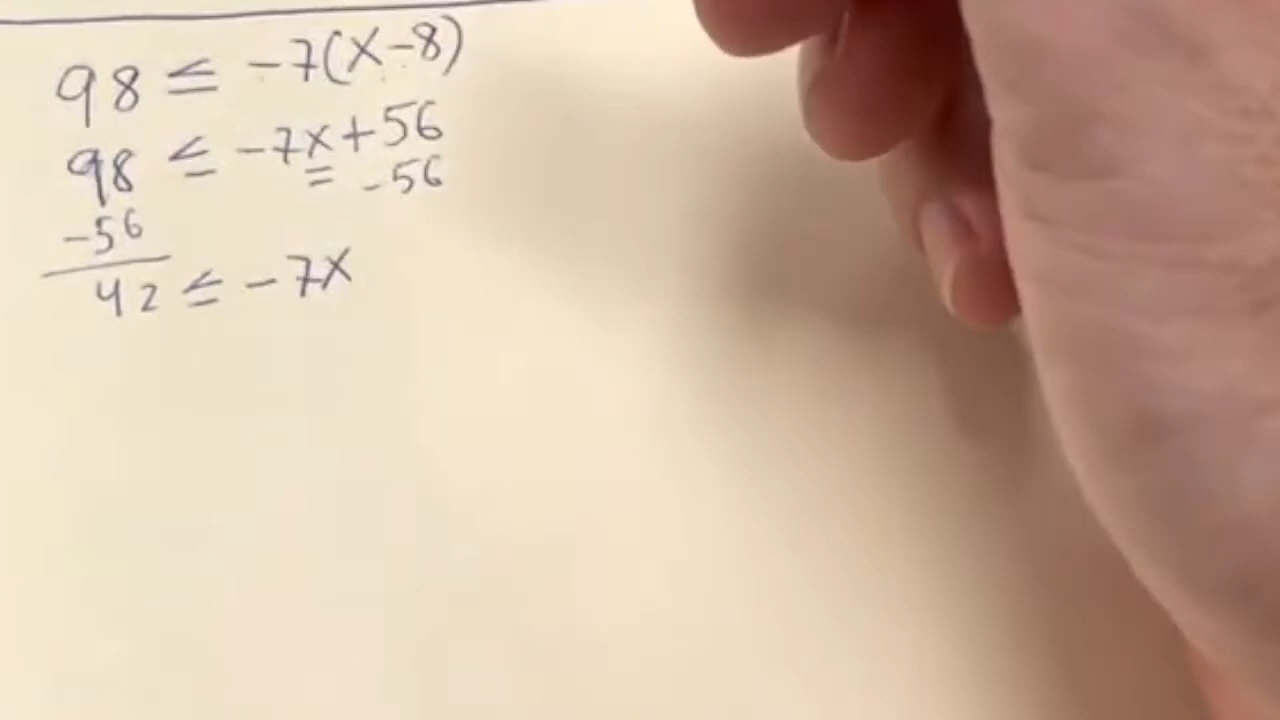 98 ≤ -7(x-8)
98 ≤ -7x+56
-56 -56
42 ≤ -7x